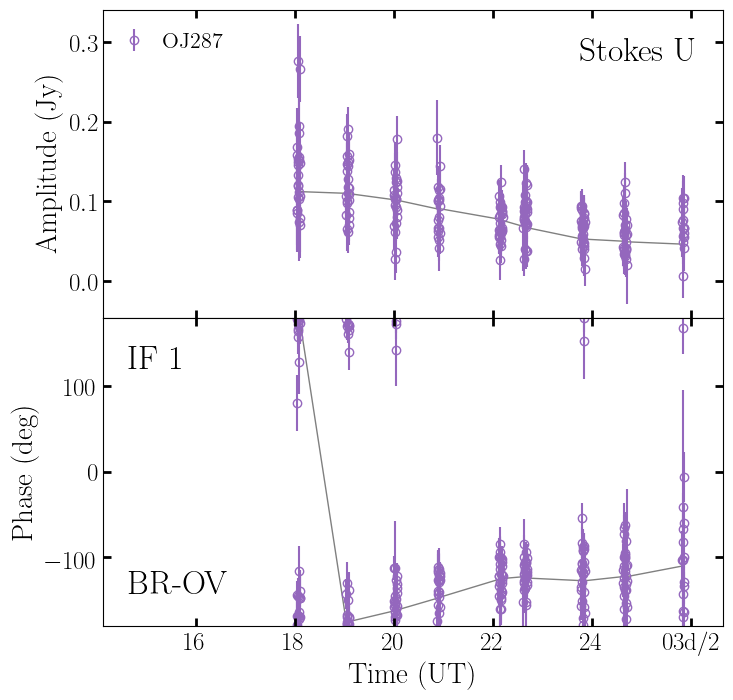 OJ287
Stokes U
0.3
0.2
0.1
0.0
Amplitude (Jy)
IF 1
BR-OV
100
0
−100
Phase (deg)
16 18 20 22 24 03d/2
Time (UT)